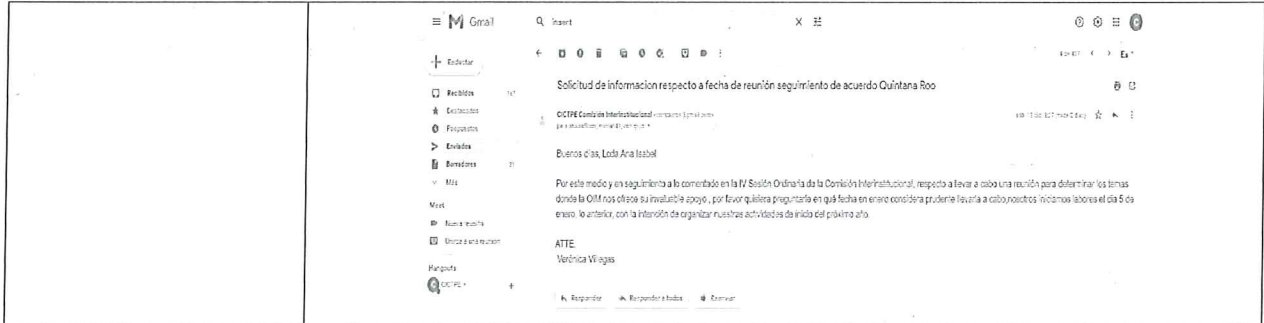 Gmail
insert
Redactar
Es
Solicitud de informacion respecto a fecha de reunión seguimiento de acuerdo Quintana Roo
Recibidos
Destacados
CICTPE Comisión Interinstitucional
Pospuestos
Enviados
Buenos días, Lcda Ana Isabel
Borradores
Más
Por este medio y en seguimiento a lo comentado en la IV Sesión Ordinaria de la Comisión Interinstitucional, respecto a llevar a cabo una reunión para determinar los temas
donde la OIM nos ofrece su invaluable apoyo , por favor quisiera preguntarle en qué fecha en enero considera prudente llevarla a cabo,nosotros iniciamos labores el día 5 de
Meet
enero, lo anterior, con la intención de organizar nuestras actividades de inicio del próximo año.
Nueva reunión
Unirse a una reunión
ATTE.
Verónica Villegas
Hangouts
CICTPE
Responder Responder a todos Reenviar